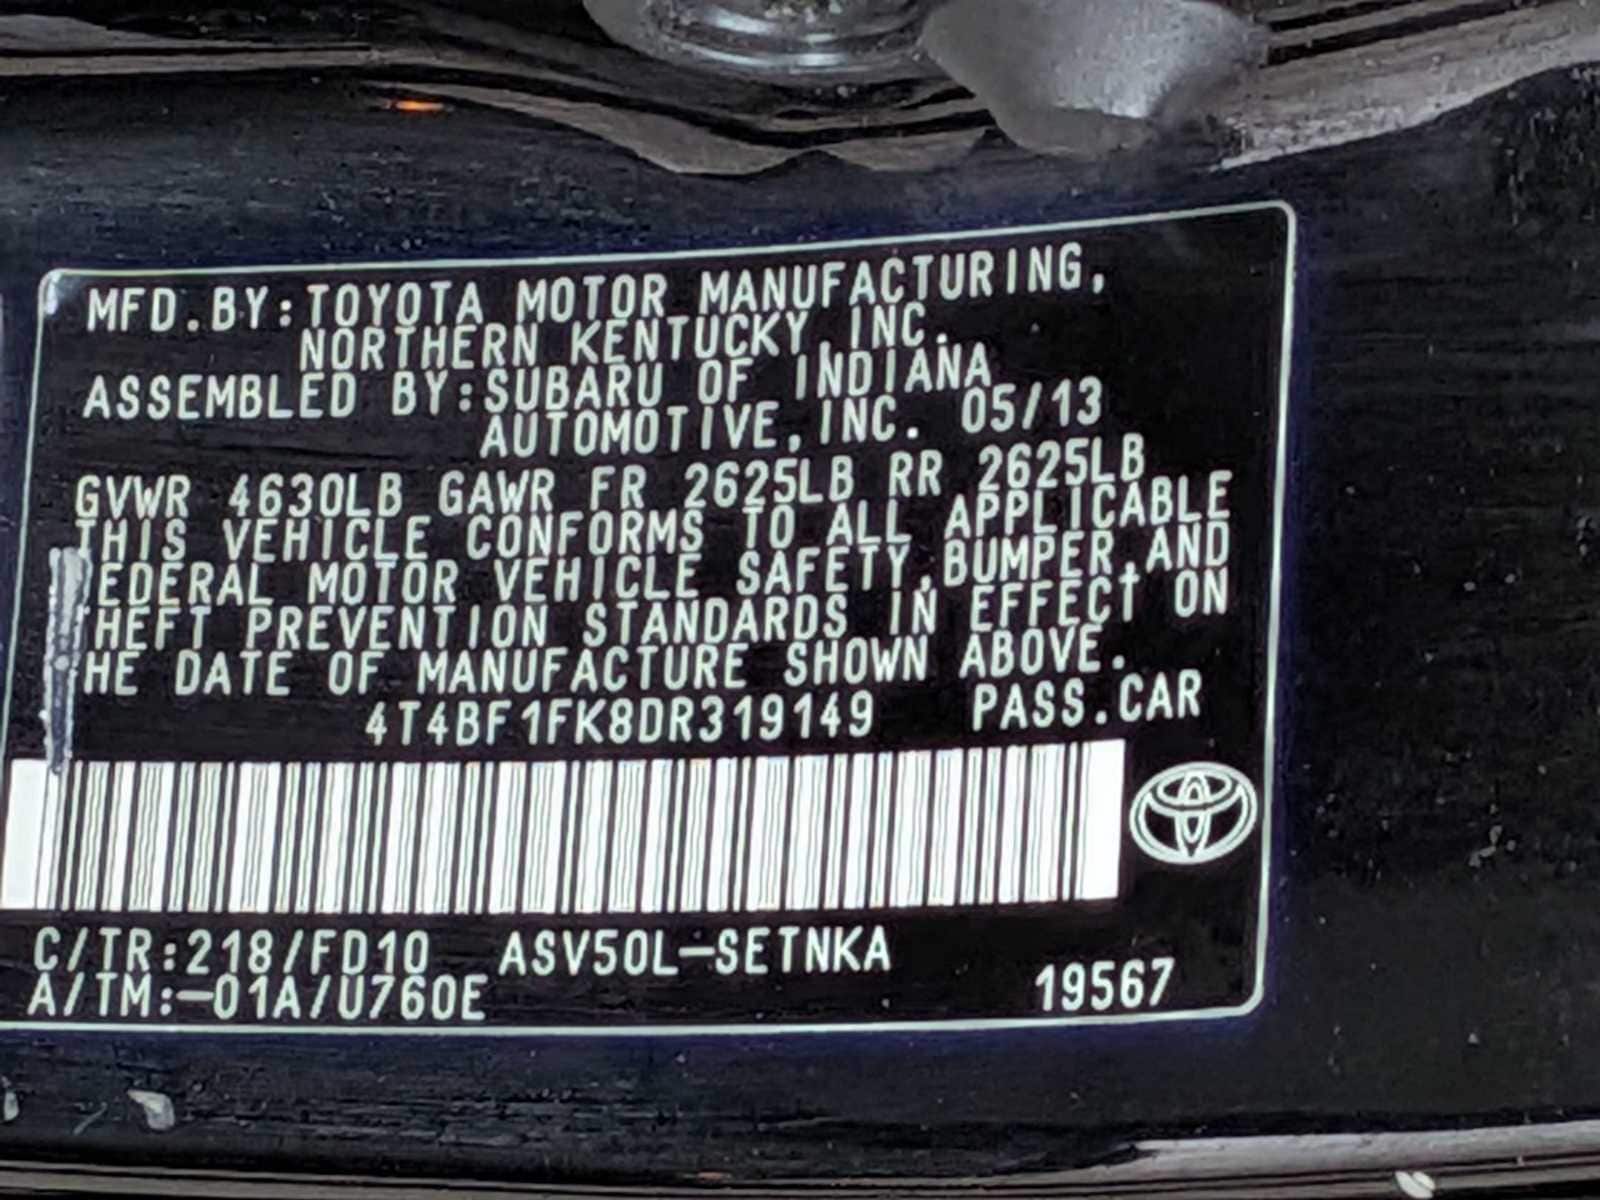 MFD.BY:TOYOTA MOTOR MANUFACTURING,
NORTHERN KENTUCKY,INC.
ASSEMBLED BY:SUBARU OF INDIANA
AUTOMOTIVE,INC. 05/13
GVWR 4630LB GAWR FR 2625LB RR 2625LB
THIS VEHICLE CONFORMS TO ALL APPLICABLE
EDERAL MOTOR VEHICLE SAFETY,BUMPER,AND
THEFT PREVENTION STANDARDS IN EFFECT ON
HE DATE OF MANUFACTURE SHOWN ABOVE.
4T4BF1FK8DR319149 PASS.CAR
C/TR:218/FD10 ASV50L-SETNKA
A/TM:-01A/U760E 19567